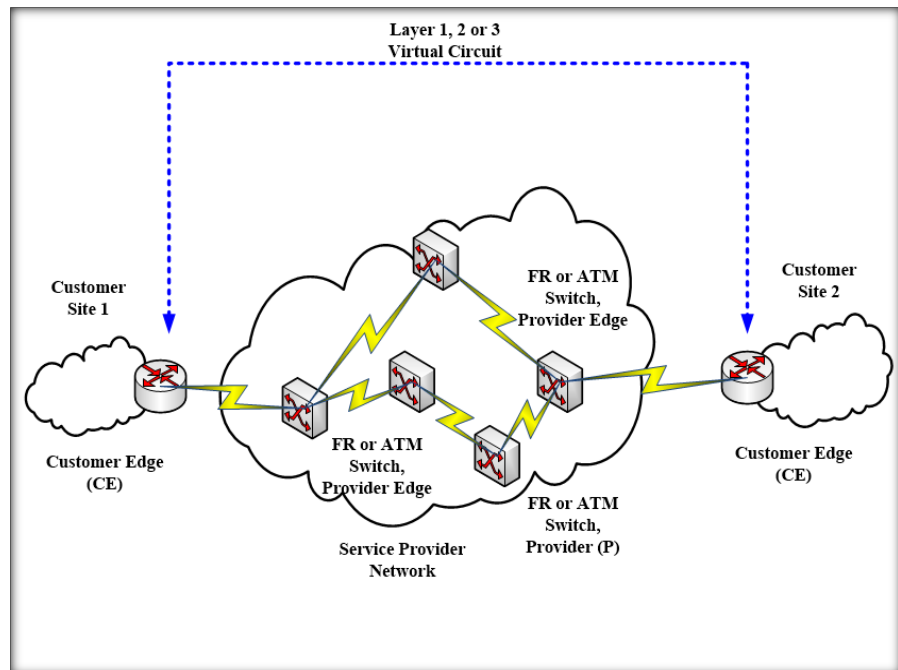 Layer 1, 2 or 3
Virtual Circuit
Customer
Site 1
Customer
Site 2
FR or ATM
Switch,
Provider Edge
FR or ATM
Switch,
Provider Edge
Customer Edge
(CE)
Customer Edge
(CE)
FR or ATM
Switch,
Provider (P)
Service Provider
Network